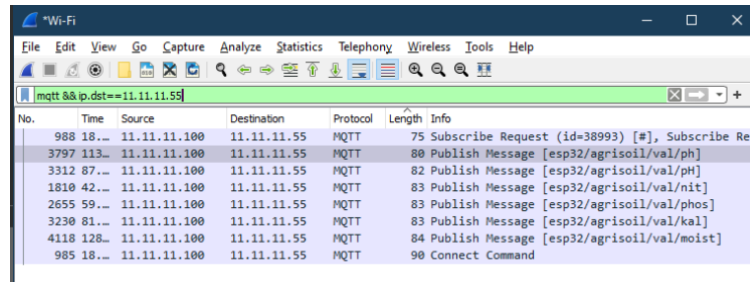 *Wi-Fi
File Edit View Go Capture Analyze Statistics Telephony Wireless Tools Help
mqtt && ip.dst==11.11.11.55
No. Time Source Destination Protocol Length Info
988 18.… 11.11.11.100 11.11.11.55 MQTT 75 Subscribe Request (id=38993) [#], Subscribe Re
3797 113… 11.11.11.100 11.11.11.55 MQTT 80 Publish Message [esp32/agrisoil/val/ph]
3312 87.… 11.11.11.100 11.11.11.55 MQTT 82 Publish Message [esp32/agrisoil/val/pH]
1810 42.… 11.11.11.100 11.11.11.55 MQTT 83 Publish Message [esp32/agrisoil/val/nit]
2655 59.… 11.11.11.100 11.11.11.55 MQTT 83 Publish Message [esp32/agrisoil/val/phos]
3230 81.… 11.11.11.100 11.11.11.55 MQTT 83 Publish Message [esp32/agrisoil/val/kal]
4118 128… 11.11.11.100 11.11.11.55 MQTT 84 Publish Message [esp32/agrisoil/val/moist]
985 18.… 11.11.11.100 11.11.11.55 MQTT 90 Connect Command